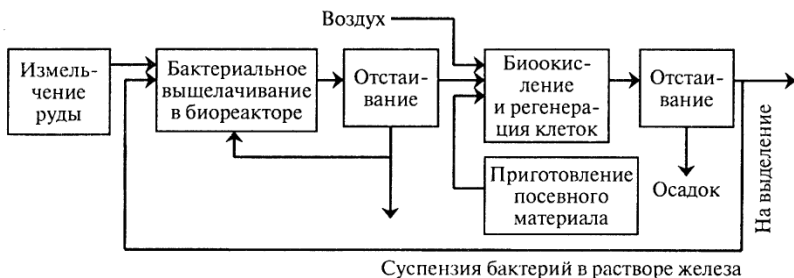 Воздух
Измель-
чение
руды
Бактериальное
выщелачивание
в биореакторе
Отстаи-
вание
Биоокис-
ление
и регенера-
ция клеток
Отстаи-
вание
Приготовление
посевного
материала
Осадок
На выделение
Суспензия бактерий в растворе железа